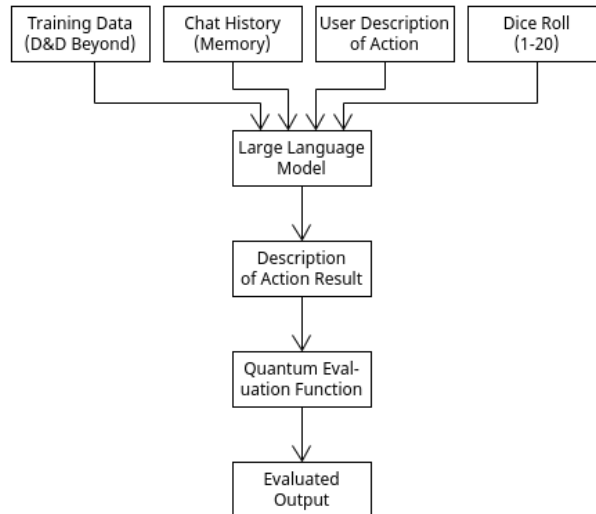 Training Data
(D&D Beyond)
Chat History
(Memory)
User Description
of Action
Dice Roll
(1-20)
Large Language
Model
Description
of Action Result
Quantum Eval-
uation Function
Evaluated
Output